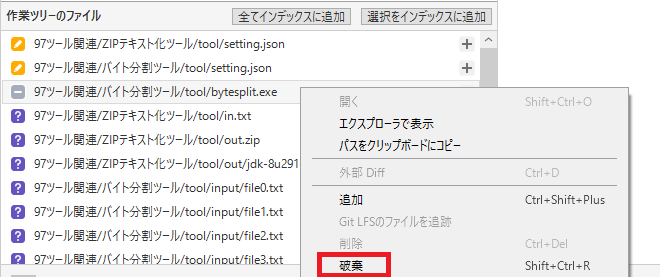 作業ツリーのファイル
全てインデックスに追加
選択をインデックスに追加
97ツール関連/ZIPテキスト化ツール/tool/setting.json
97ツール関連/バイト分割ツール/tool/setting.json
97ツール関連/バイト分割ツール/tool/bytesplit.exe
97ツール関連/ZIPテキスト化ツール/tool/in.txt
97ツール関連/ZIPテキスト化ツール/tool/out.zip
97ツール関連/ZIPテキスト化ツール/tool/out/jdk-8u291
97ツール関連/バイト分割ツール/tool/input/file0.txt
97ツール関連/バイト分割ツール/tool/input/file1.txt
97ツール関連/バイト分割ツール/tool/input/file2.txt
97ツール関連/バイト分割ツール/tool/input/file3.txt
開く Shift+Ctrl+O
エクスプローラで表示
パスをクリップボードにコピー
外部 Diff Ctrl+D
追加 Ctrl+Shift+Plus
Git LFSのファイルを追跡
削除 Ctrl+Del
破棄 Shift+Ctrl+R